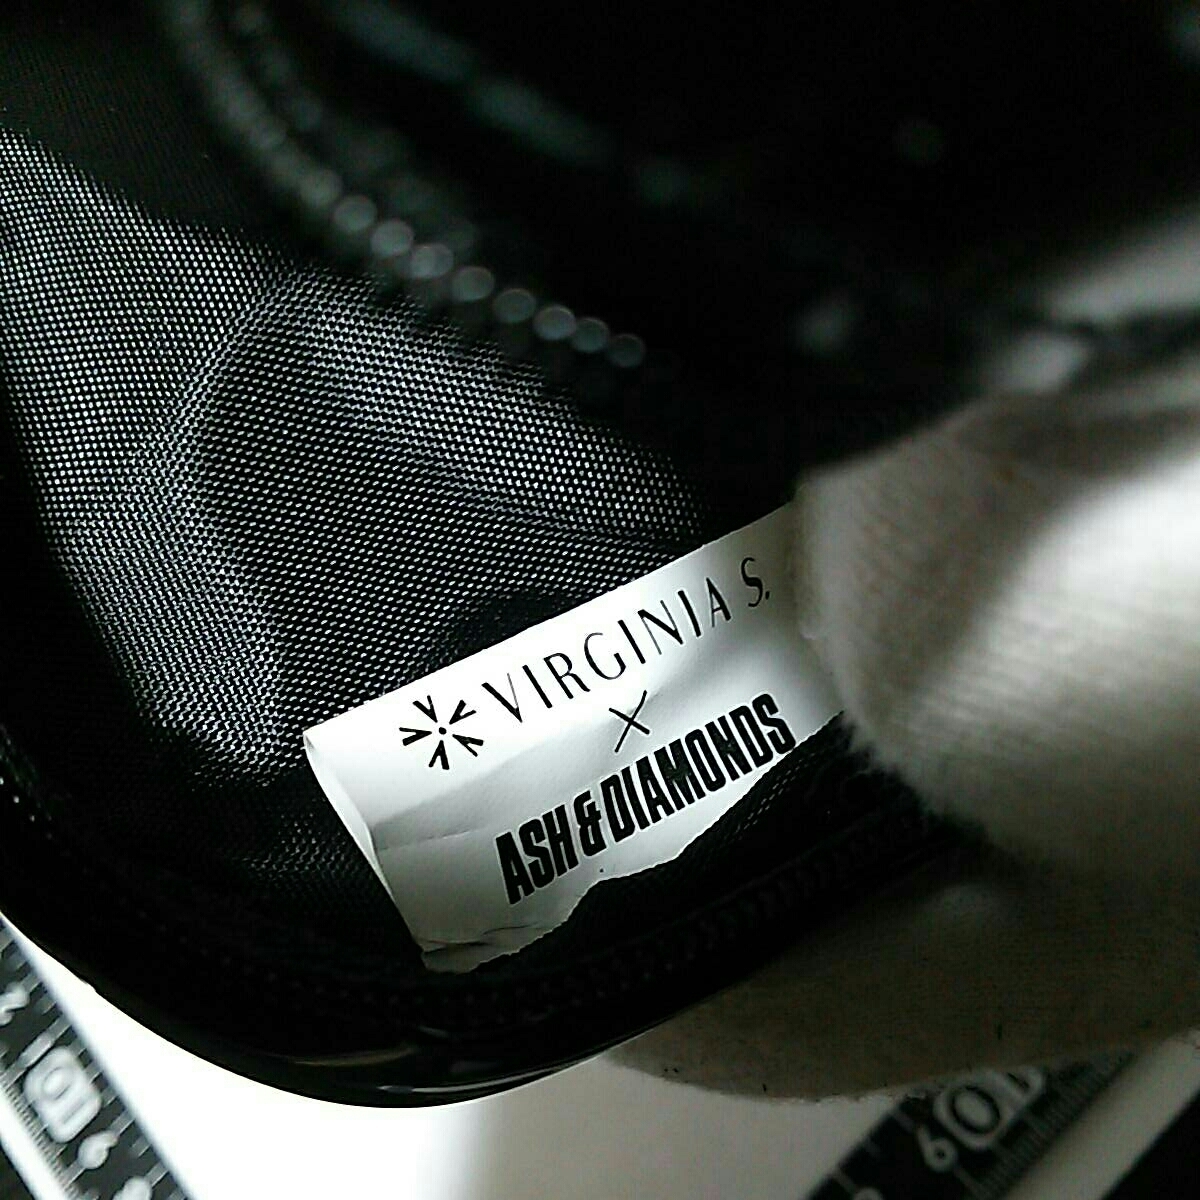 VIRGINIA S.
×
ASH & DIAMONDS